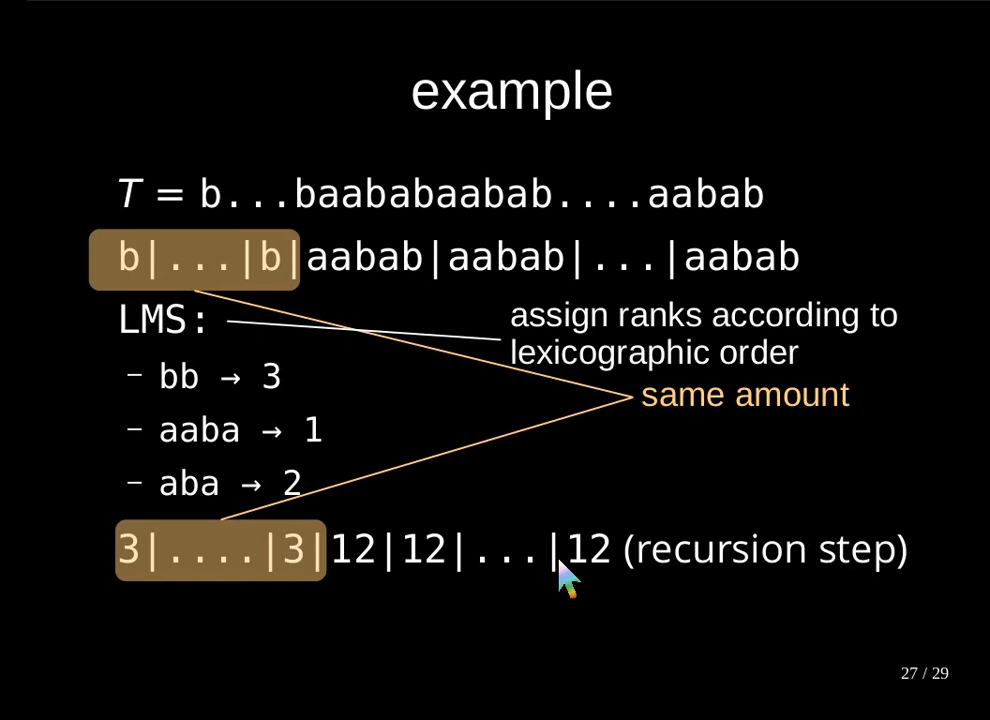 example
T = b...baababaabab....aabab
b|...|b|aabab|aabab|...|aabab
LMS:
assign ranks according to
lexicographic order
– bb → 3
same amount
– aaba → 1
– aba → 2
3|....|3|12|12|...|12 (recursion step)
27 / 29